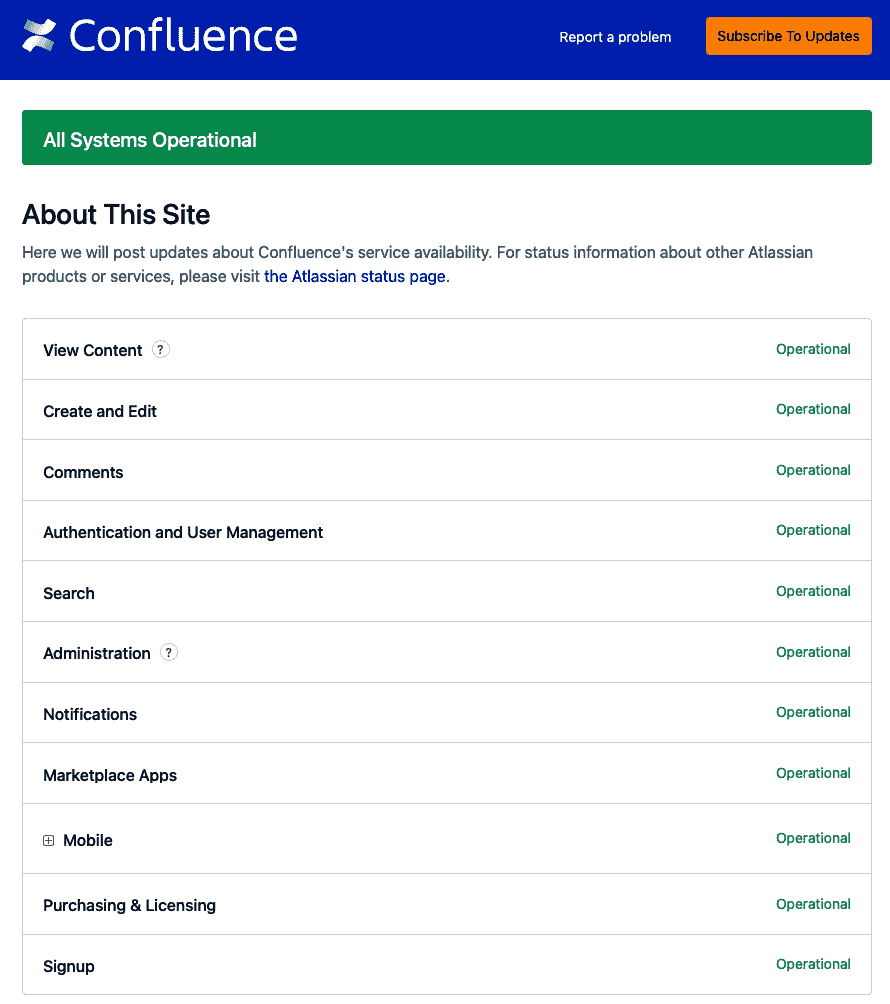 Confluence
Report a problem
Subscribe To Updates
All Systems Operational
About This Site
Here we will post updates about Confluence's service availability. For status information about other Atlassian
products or services, please visit the Atlassian status page.
View Content ? Operational
Create and Edit Operational
Comments Operational
Authentication and User Management Operational
Search Operational
Administration ? Operational
Notifications Operational
Marketplace Apps Operational
Mobile Operational
Purchasing & Licensing Operational
Signup Operational